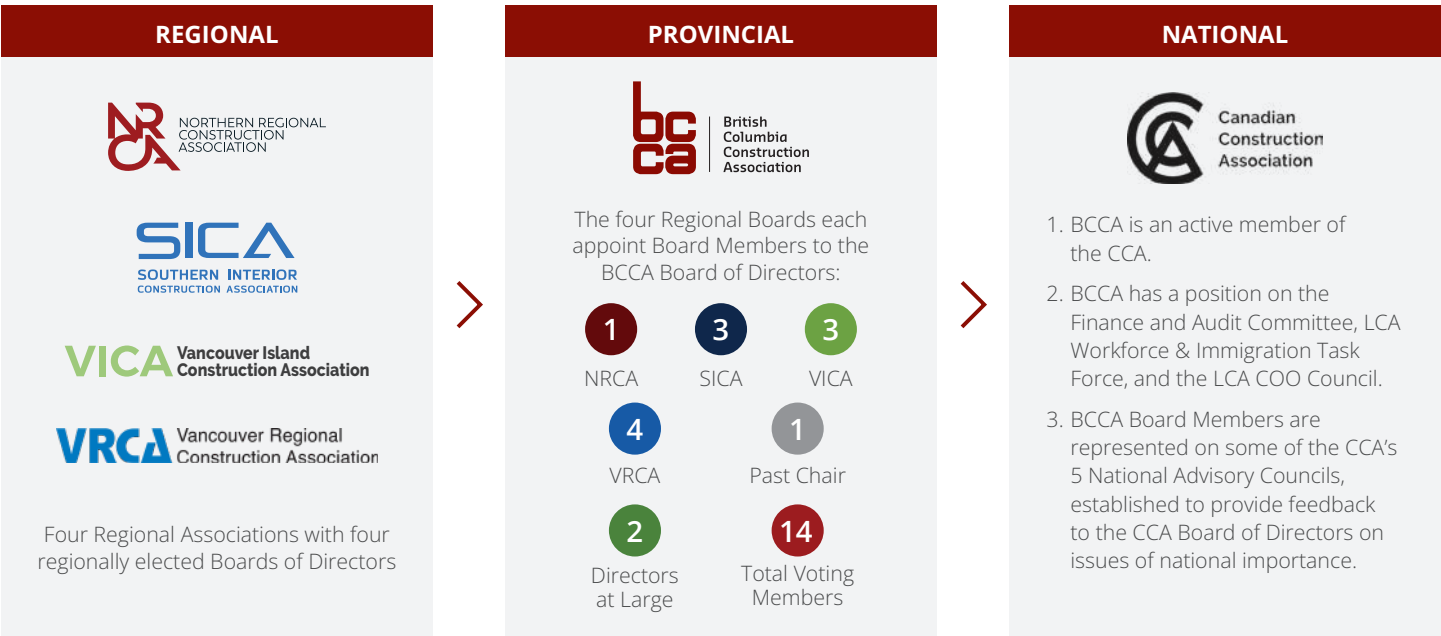 REGIONAL
NRCA
NORTHERN REGIONAL
CONSTRUCTION
ASSOCIATION
SICA
SOUTHERN INTERIOR
CONSTRUCTION ASSOCIATION
VICA
Vancouver Island
Construction Association
VRCA
Vancouver Regional
Construction Association
Four Regional Associations with four
regionally elected Boards of Directors
PROVINCIAL
bc
ca
British
Columbia
Construction
Association
The four Regional Boards each
appoint Board Members to the
BCCA Board of Directors:
1
NRCA
3
SICA
3
VICA
4
VRCA
1
Past Chair
2
Directors
at Large
14
Total Voting
Members
NATIONAL
CCA
Canadian
Construction
Association
1. BCCA is an active member of
the CCA.
2. BCCA has a position on the
Finance and Audit Committee, LCA
Workforce & Immigration Task
Force, and the LCA COO Council.
3. BCCA Board Members are
represented on some of the CCA's
5 National Advisory Councils,
established to provide feedback
to the CCA Board of Directors on
issues of national importance.